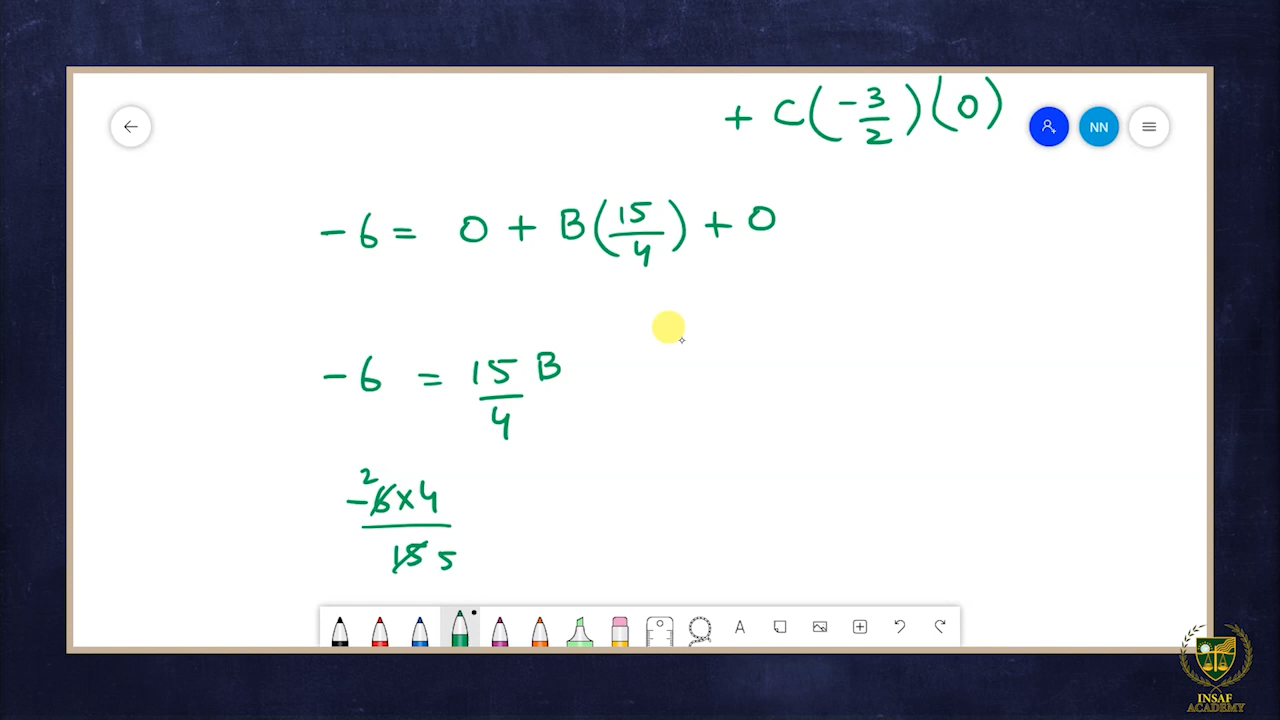 + C(-3/2)(0)
NN
-6 = 0 + B(15/4) + 0
-6 = 15/4 B
2
-6×4
15 5
A
INSAF
ACADEMY